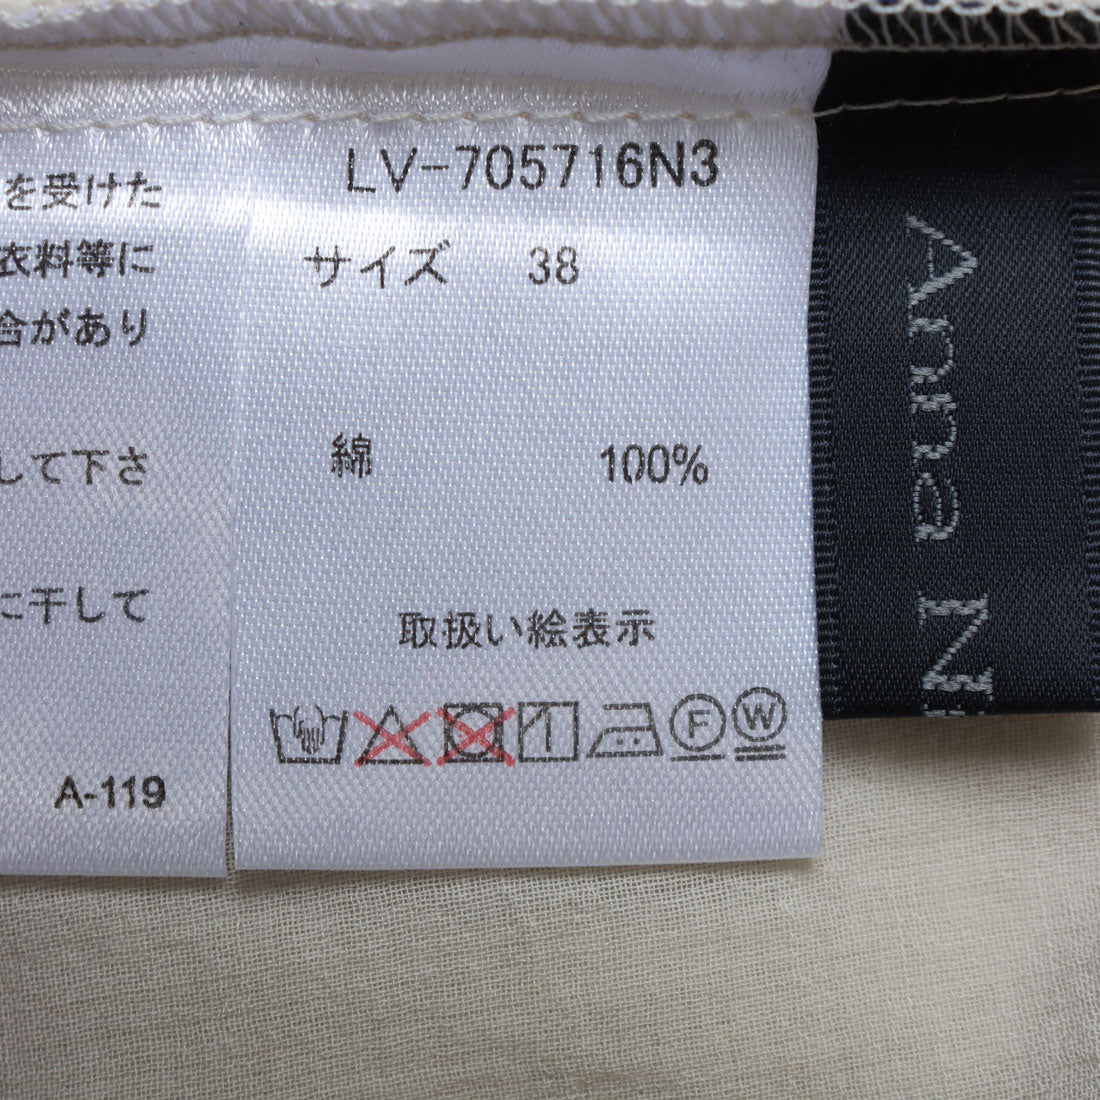 を受けた
衣料等に
合があり
して下さ
に干して
A-119
LV-705716N3
サイズ 38
綿 100%
取扱い絵表示
F W
Anna N